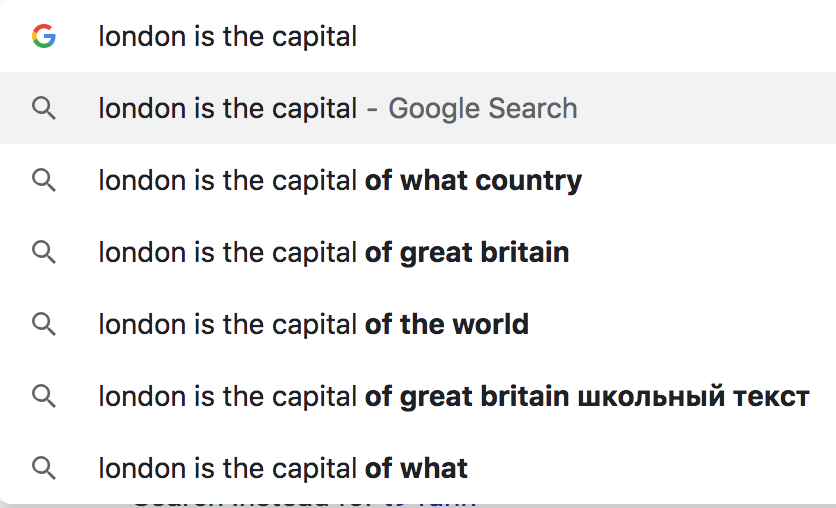 london is the capital
london is the capital - Google Search
london is the capital of what country
london is the capital of great britain
london is the capital of the world
london is the capital of great britain школьный текст
london is the capital of what